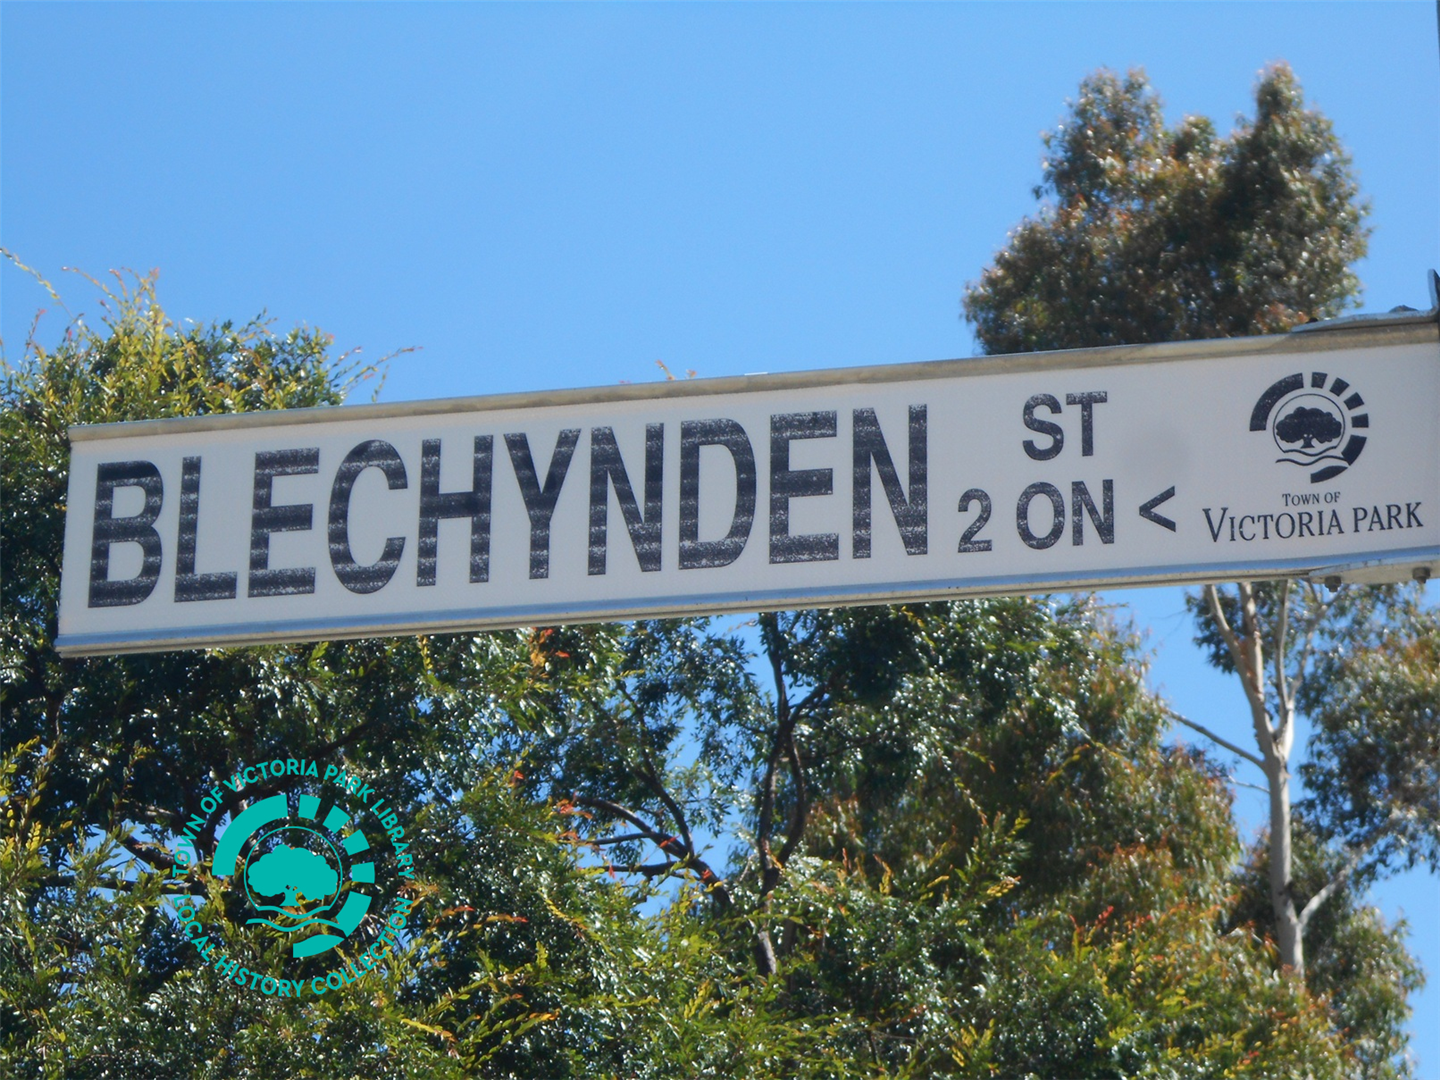 BLECHYNDEN ST
2 ON <
TOWN OF
VICTORIA PARK
TOWN OF VICTORIA PARK LIBRARY
LOCAL HISTORY COLLECTION